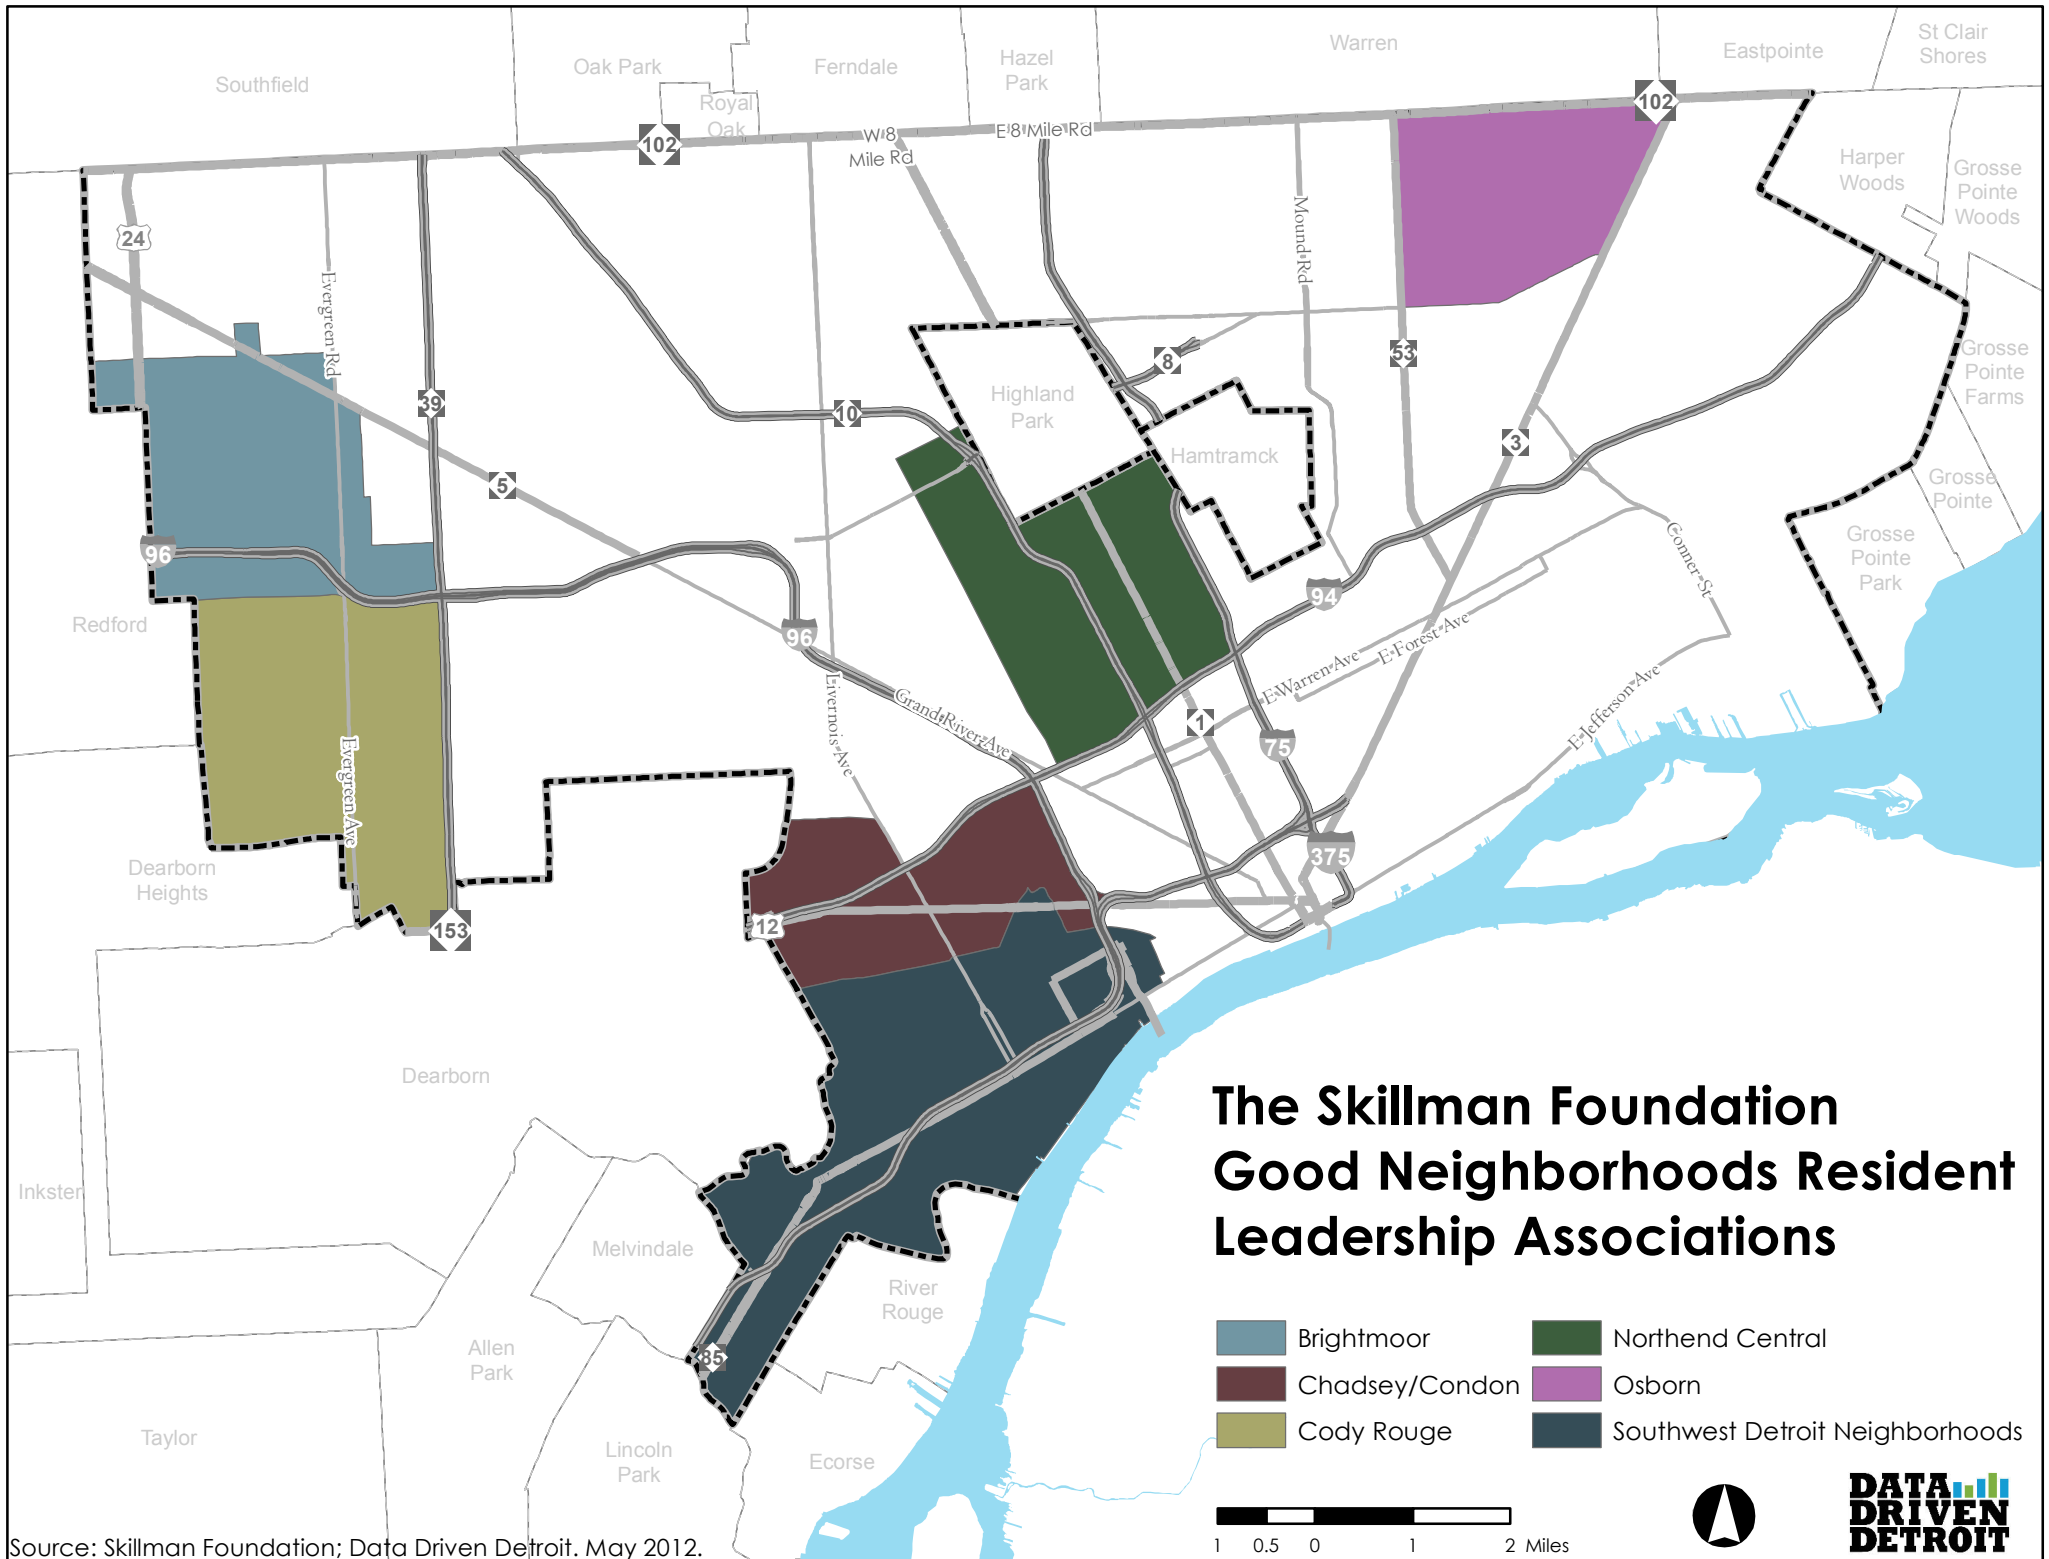 Southfield
Oak Park
Royal
Oak
Ferndale
Hazel
Park
Warren
Eastpointe
St Clair
Shores
102
W 8
Mile Rd
E 8 Mile Rd
102
Harper
Woods
Grosse
Pointe
Woods
24
Evergreen Rd
Mound Rd
39
10
Highland
Park
8
53
Grosse
Pointe
Farms
Hamtramck
3
5
Grosse
Pointe
96
Conner St
Grosse
Pointe
Park
Redford
96
94
E Forest Ave
E Warren Ave
Livernois Ave
Grand River Ave
1
75
E Jefferson Ave
Evergreen Ave
Dearborn
Heights
375
12
153
Dearborn
Inkster
Melvindale
River
Rouge
85
Allen
Park
Taylor
Lincoln
Park
Ecorse
The Skillman Foundation
Good Neighborhoods Resident
Leadership Associations
Brightmoor
Chadsey/Condon
Cody Rouge
Northend Central
Osborn
Southwest Detroit Neighborhoods
1 0.5 0 1 2 Miles
DATA
DRIVEN
DETROIT
Source: Skillman Foundation; Data Driven Detroit. May 2012.